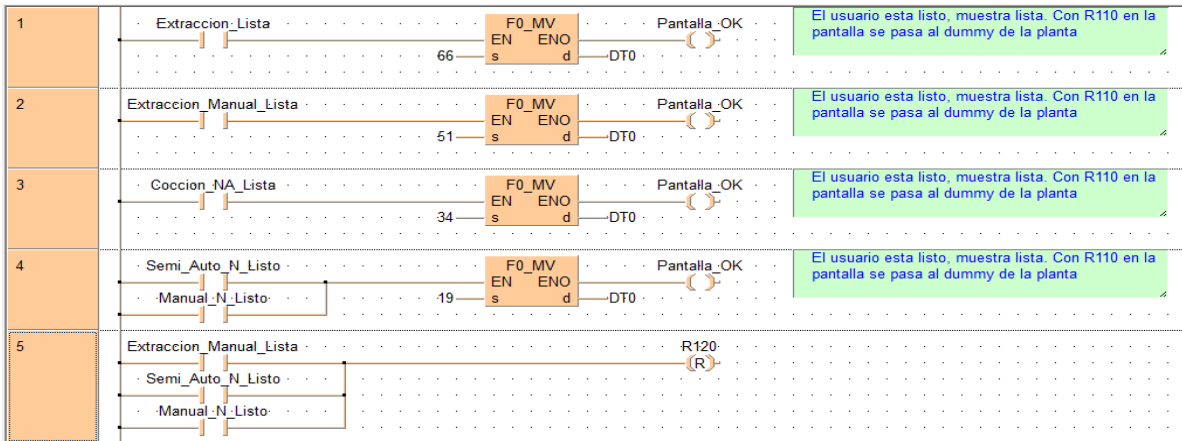 1
Extraccion_Lista
F0_MV
Pantalla_OK
EN ENO
66 s d DT0
El usuario esta listo, muestra lista. Con R110 en la
pantalla se pasa al dummy de la planta
2
Extraccion_Manual_Lista
F0_MV
Pantalla_OK
EN ENO
51 s d DT0
El usuario esta listo, muestra lista. Con R110 en la
pantalla se pasa al dummy de la planta
3
Coccion_NA_Lista
F0_MV
Pantalla_OK
EN ENO
34 s d DT0
El usuario esta listo, muestra lista. Con R110 en la
pantalla se pasa al dummy de la planta
4
Semi_Auto_N_Listo
F0_MV
Pantalla_OK
EN ENO
Manual_N_Listo
19 s d DT0
El usuario esta listo, muestra lista. Con R110 en la
pantalla se pasa al dummy de la planta
5
Extraccion_Manual_Lista
R120
R
Semi_Auto_N_Listo
Manual_N_Listo